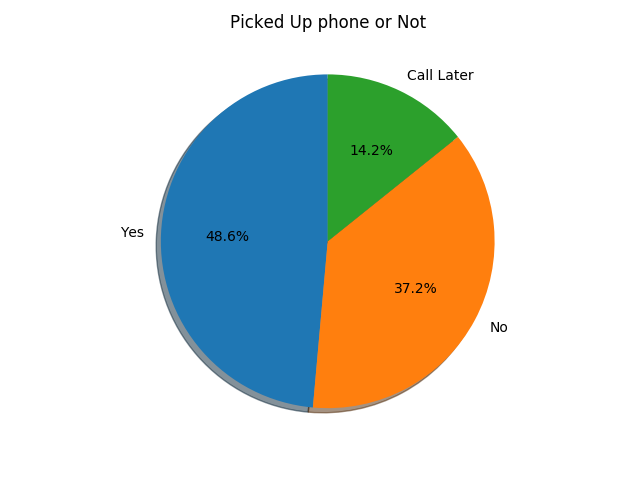 Picked Up phone or Not
Call Later
14.2%
Yes
48.6%
37.2%
No